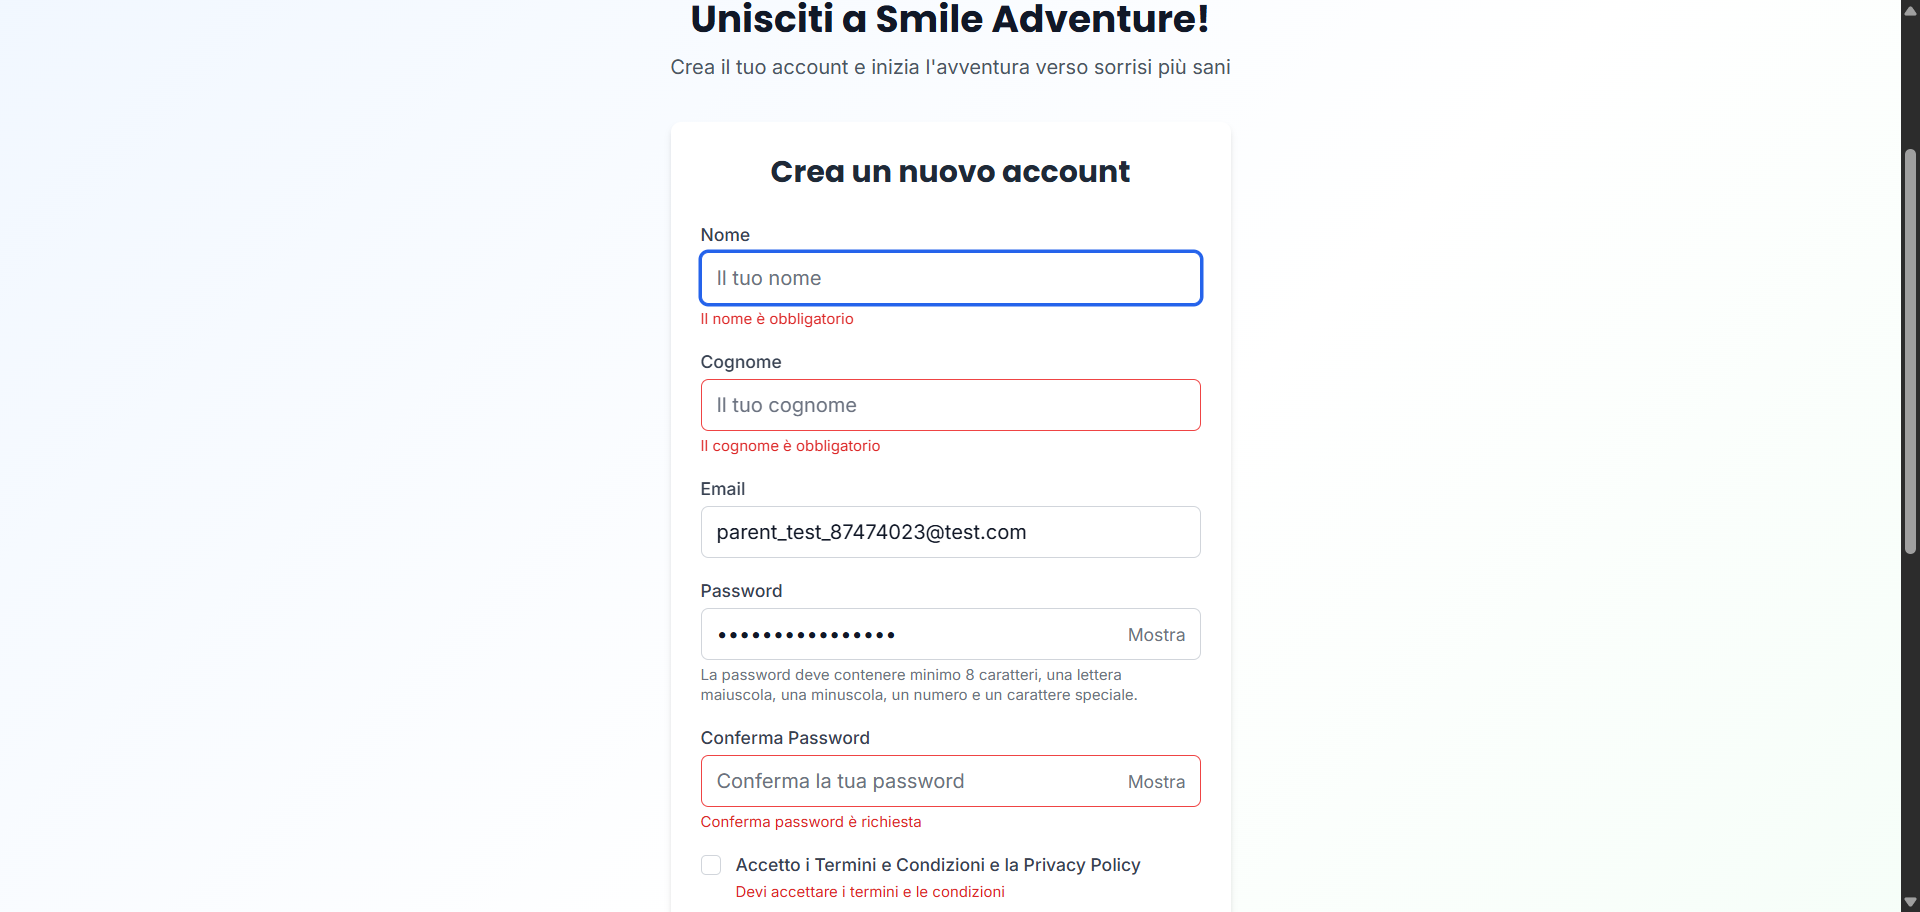 Unisciti a Smile Adventure!
Crea il tuo account e inizia l'avventura verso sorrisi più sani
Crea un nuovo account
Nome
Il tuo nome
Il nome è obbligatorio
Cognome
Il tuo cognome
Il cognome è obbligatorio
Email
parent_test_87474023@test.com
Password
•••••••••••••••• Mostra
La password deve contenere minimo 8 caratteri, una lettera
maiuscola, una minuscola, un numero e un carattere speciale.
Conferma Password
Conferma la tua password Mostra
Conferma password è richiesta
Accetto i Termini e Condizioni e la Privacy Policy
Devi accettare i termini e le condizioni